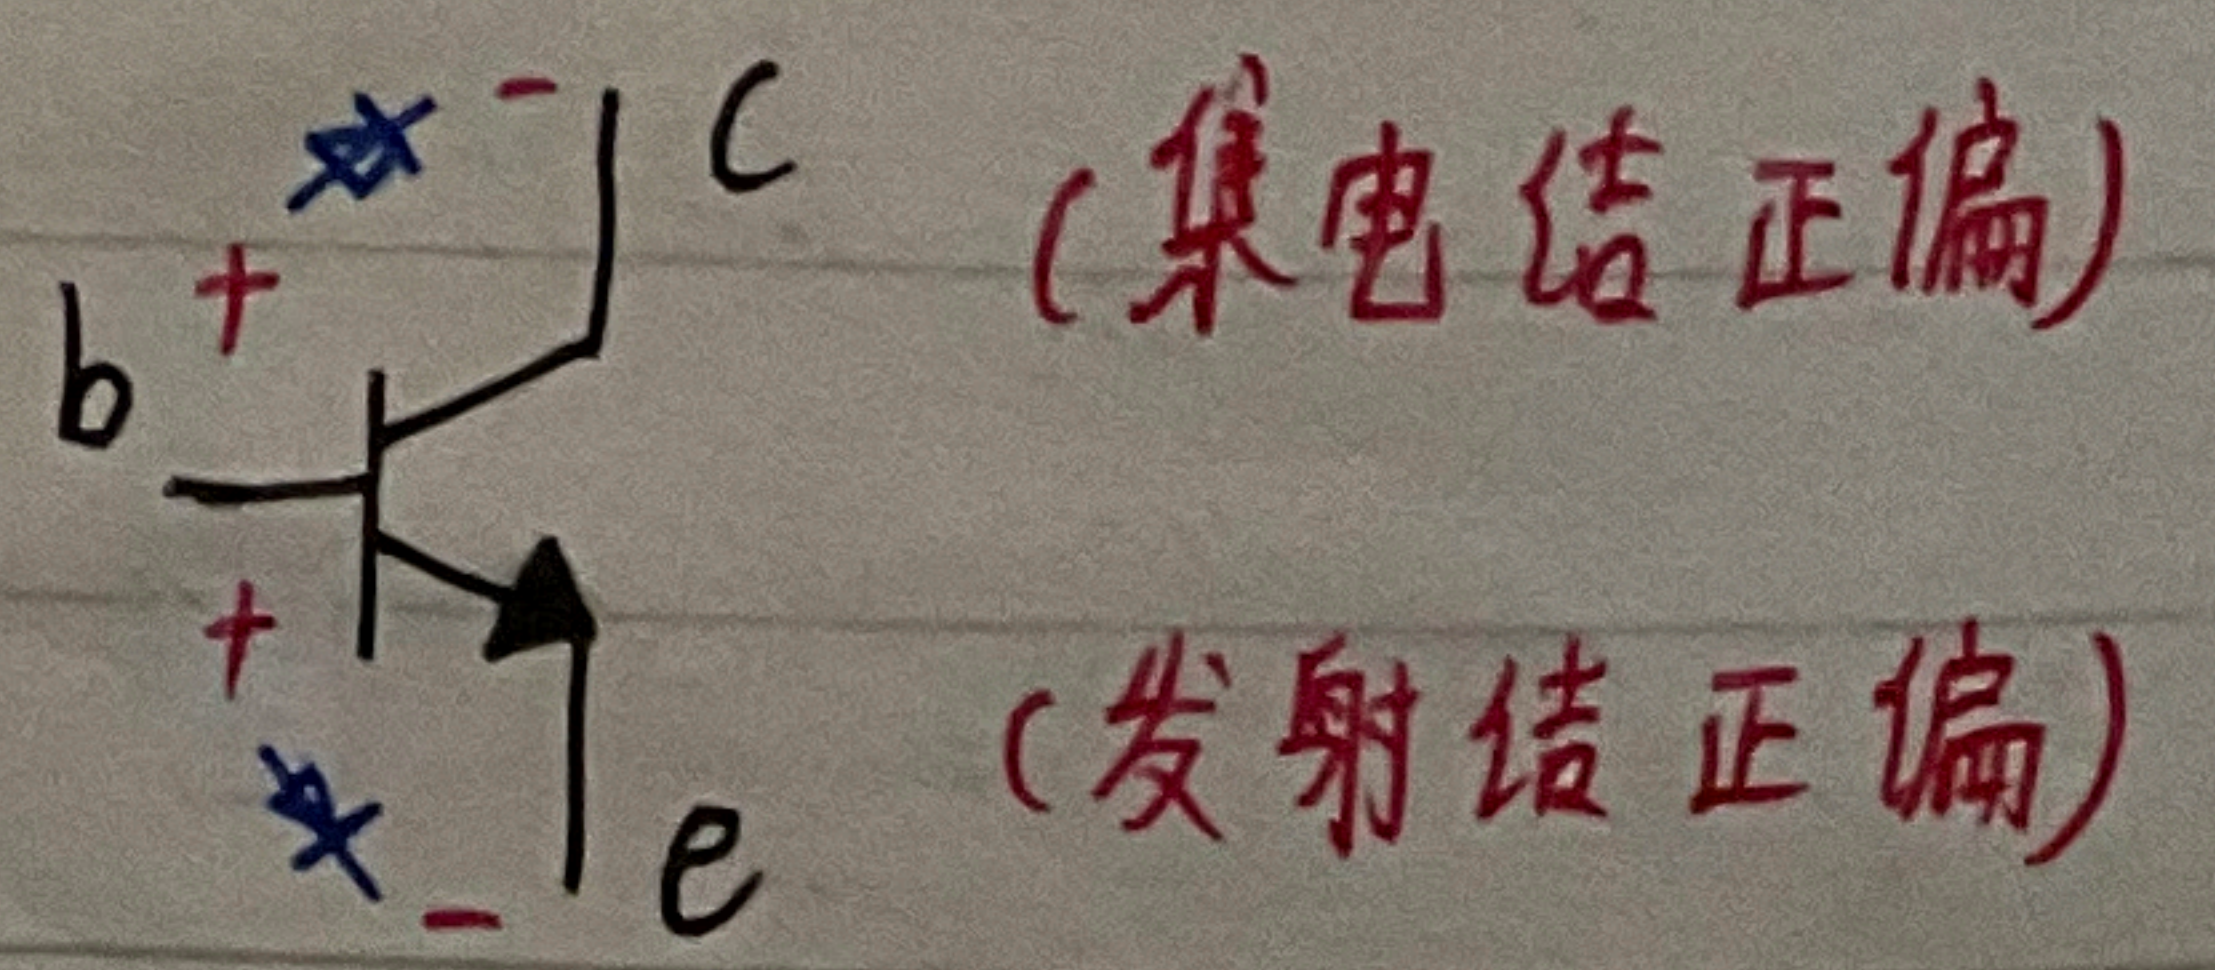 - c (集电结正偏)
+
b
+
(发射结正偏)
- e